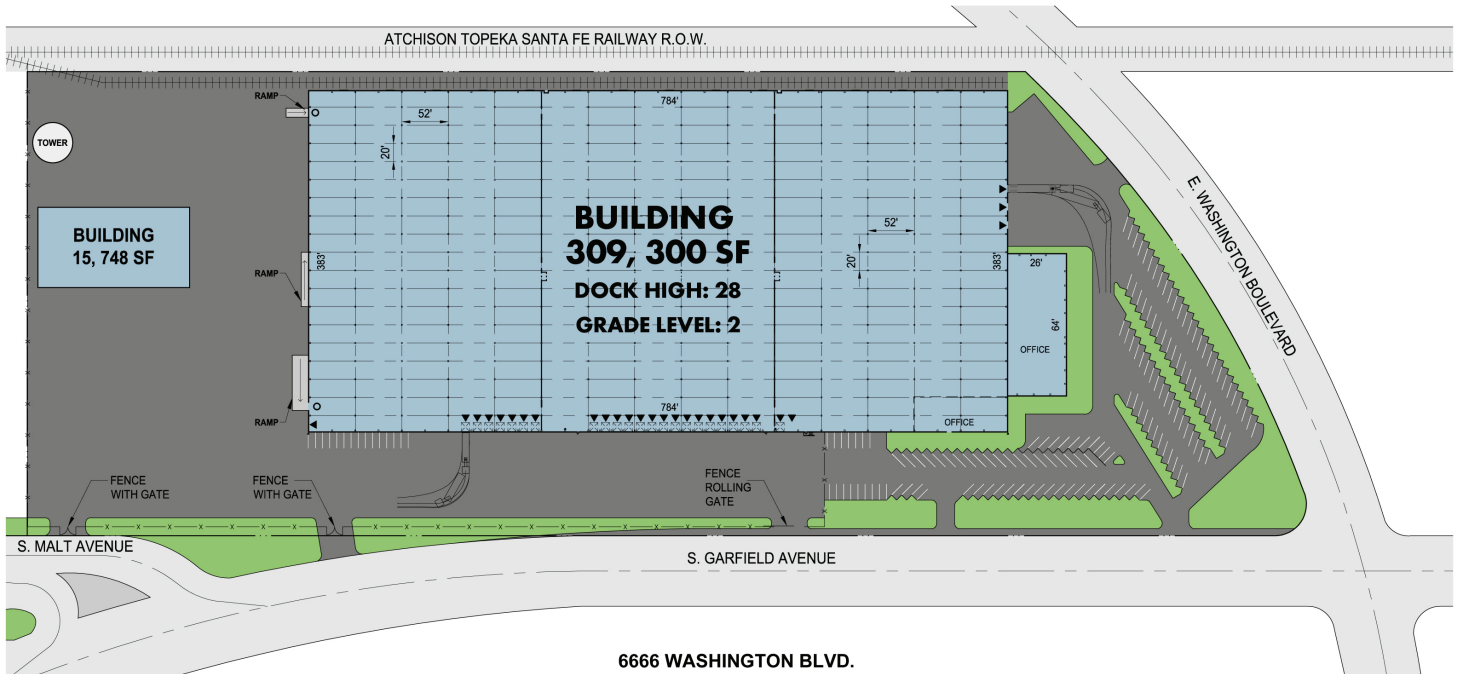 ATCHISON TOPEKA SANTA FE RAILWAY R.O.W.
RAMP
784'
52'
TOWER
20'
E. WASHINGTON BOULEVARD
BUILDING
309, 300 SF
DOCK HIGH: 28
GRADE LEVEL: 2
BUILDING
15, 748 SF
52'
383'
20'
383'
26'
RAMP
64'
OFFICE
784'
RAMP
OFFICE
FENCE
WITH GATE
FENCE
WITH GATE
FENCE
ROLLING
GATE
S. MALT AVENUE
S. GARFIELD AVENUE
6666 WASHINGTON BLVD.